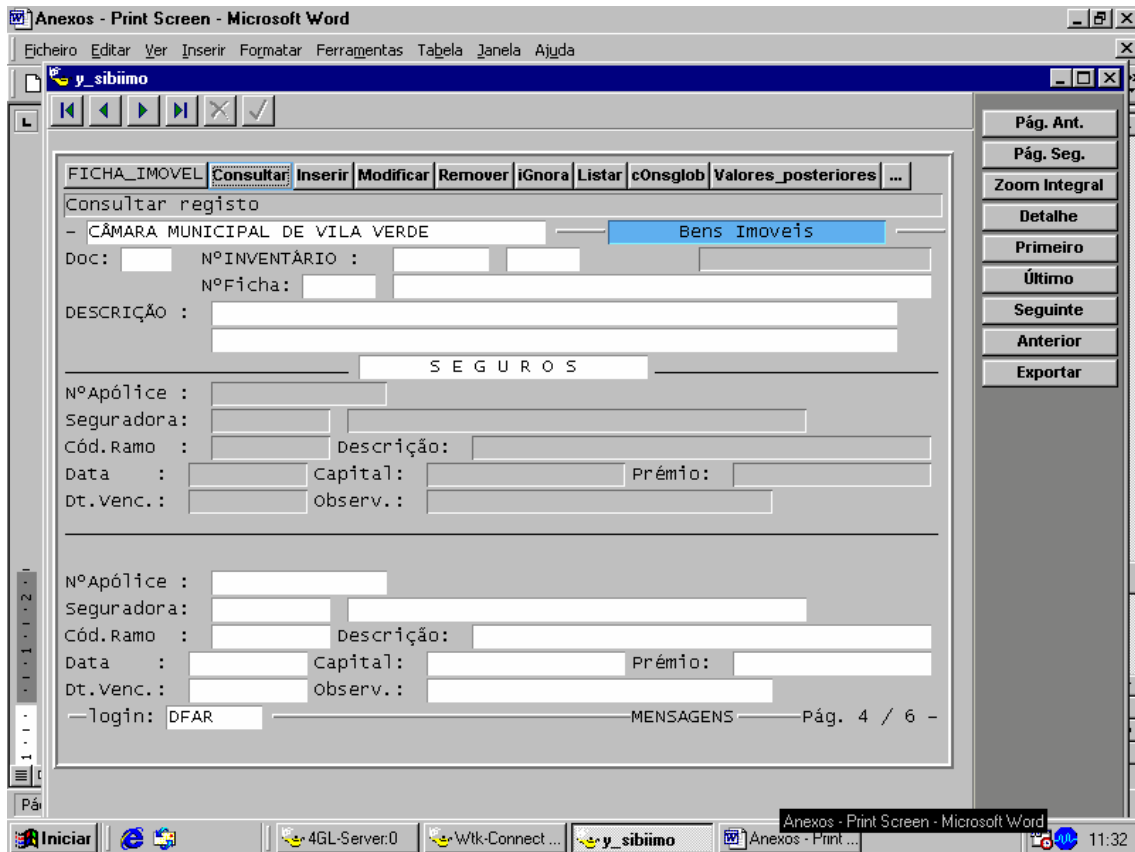 Anexos - Print Screen - Microsoft Word
Ficheiro Editar Ver Inserir Formatar Ferramentas Tabela Janela Ajuda
y_sibiimo
FICHA_IMOVEL Consultar Inserir Modificar Remover iGnora Listar cOnsglob Valores_posteriores ...
Consultar registo
- CÂMARA MUNICIPAL DE VILA VERDE Bens Imoveis
Doc: NºINVENTÁRIO :
NºFicha:
DESCRIÇÃO :
S E G U R O S
NºApólice :
Seguradora:
Cód.Ramo : Descrição:
Data : Capital: Prémio:
Dt.Venc.: Observ.:
NºApólice :
Seguradora:
Cód.Ramo : Descrição:
Data : Capital: Prémio:
Dt.Venc.: Observ.:
login: DFAR MENSAGENS Pág. 4 / 6 -
Pág. Ant.
Pág. Seg.
Zoom Integral
Detalhe
Primeiro
Último
Seguinte
Anterior
Exportar
Pá
Anexos - Print Screen - Microsoft Word
Iniciar 4GL-Server:0 Wtk-Connect ... y_sibiimo Anexos - Print ... 11:32